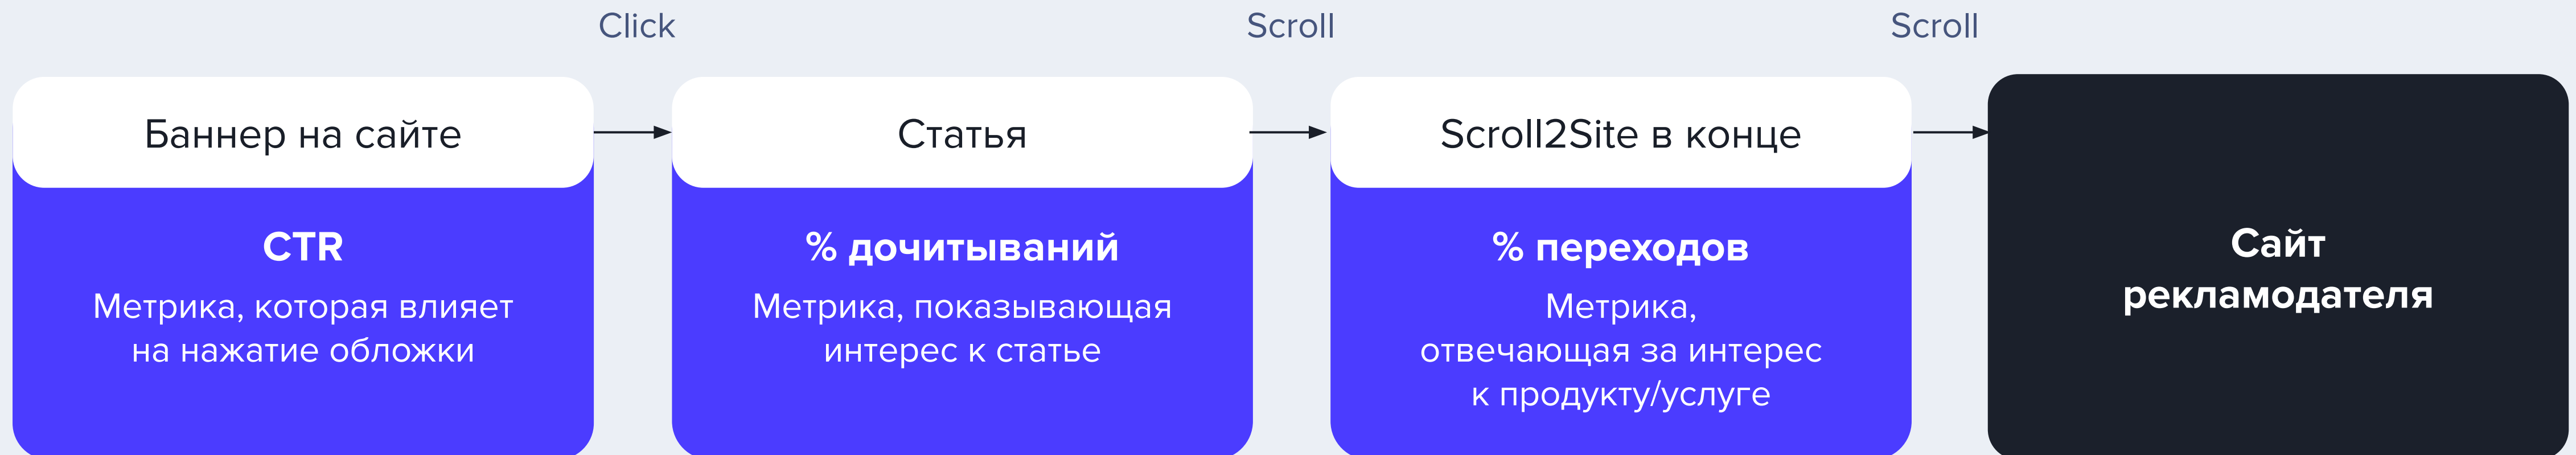 Click
Scroll
Scroll
Баннер на сайте
CTR
Метрика, которая влияет
на нажатие обложки
Статья
% дочитываний
Метрика, показывающая
интерес к статье
Scroll2Site в конце
% переходов
Метрика,
отвечающая за интерес
к продукту/услуге
Сайт
рекламодателя